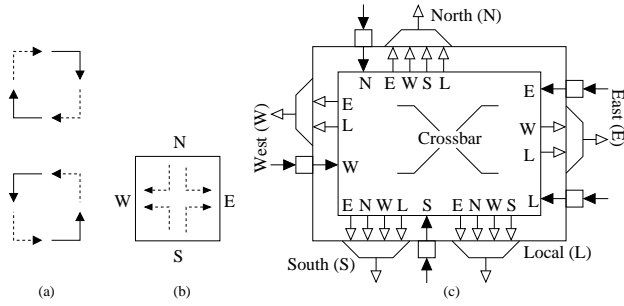 North (N)
N E W S L
E
L
W
West (W)
Crossbar
E
W
L
L
East (E)
N
W
E
S
E N W L
S
E N W S
South (S)
Local (L)
(a)
(b)
(c)